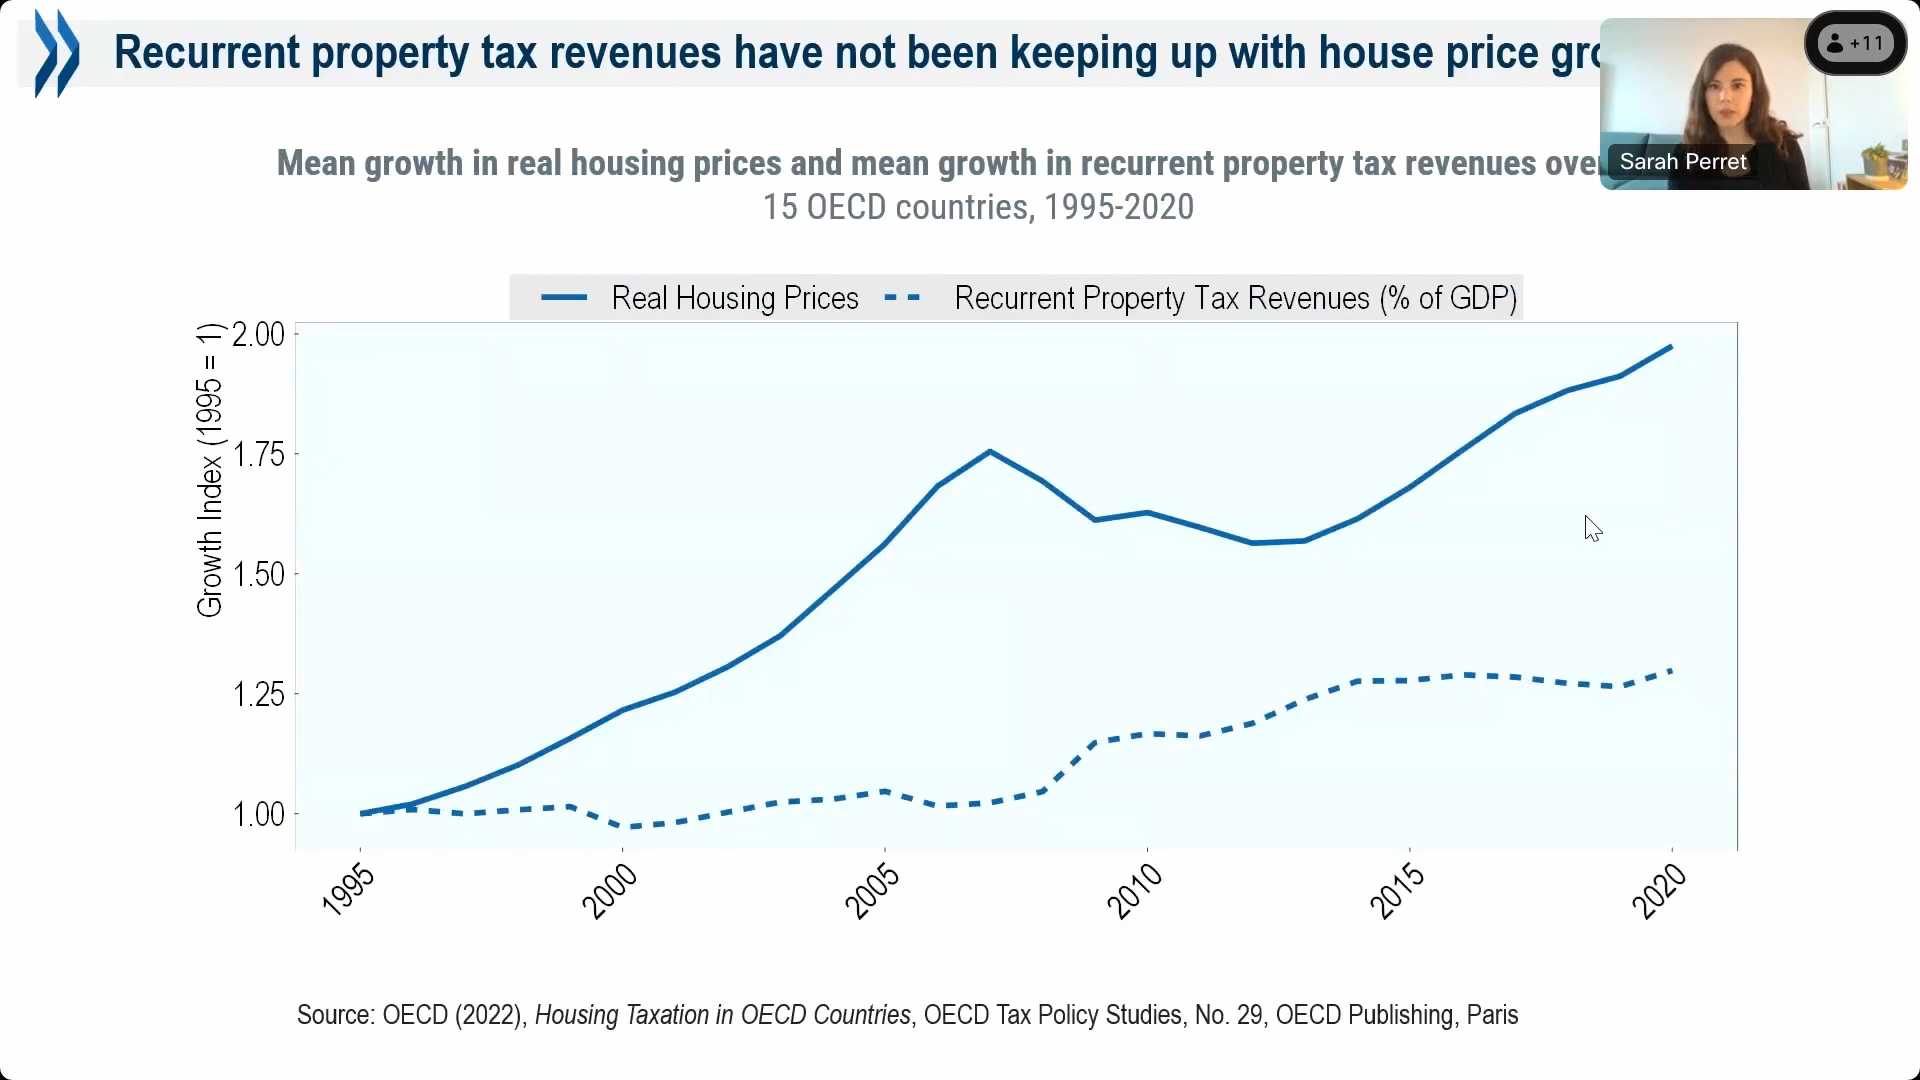 Recurrent property tax revenues have not been keeping up with house price
+11
Sarah Perret
Mean growth in real housing prices and mean growth in recurrent property tax revenues
15 OECD countries, 1995-2020
Real Housing Prices
Recurrent Property Tax Revenues (% of GDP)
Growth Index (1995 = 1)
2.00
1.75
1.50
1.25
1.00
1995
2000
2005
2010
2015
2020
Source: OECD (2022), Housing Taxation in OECD Countries, OECD Tax Policy Studies, No. 29, OECD Publishing, Paris